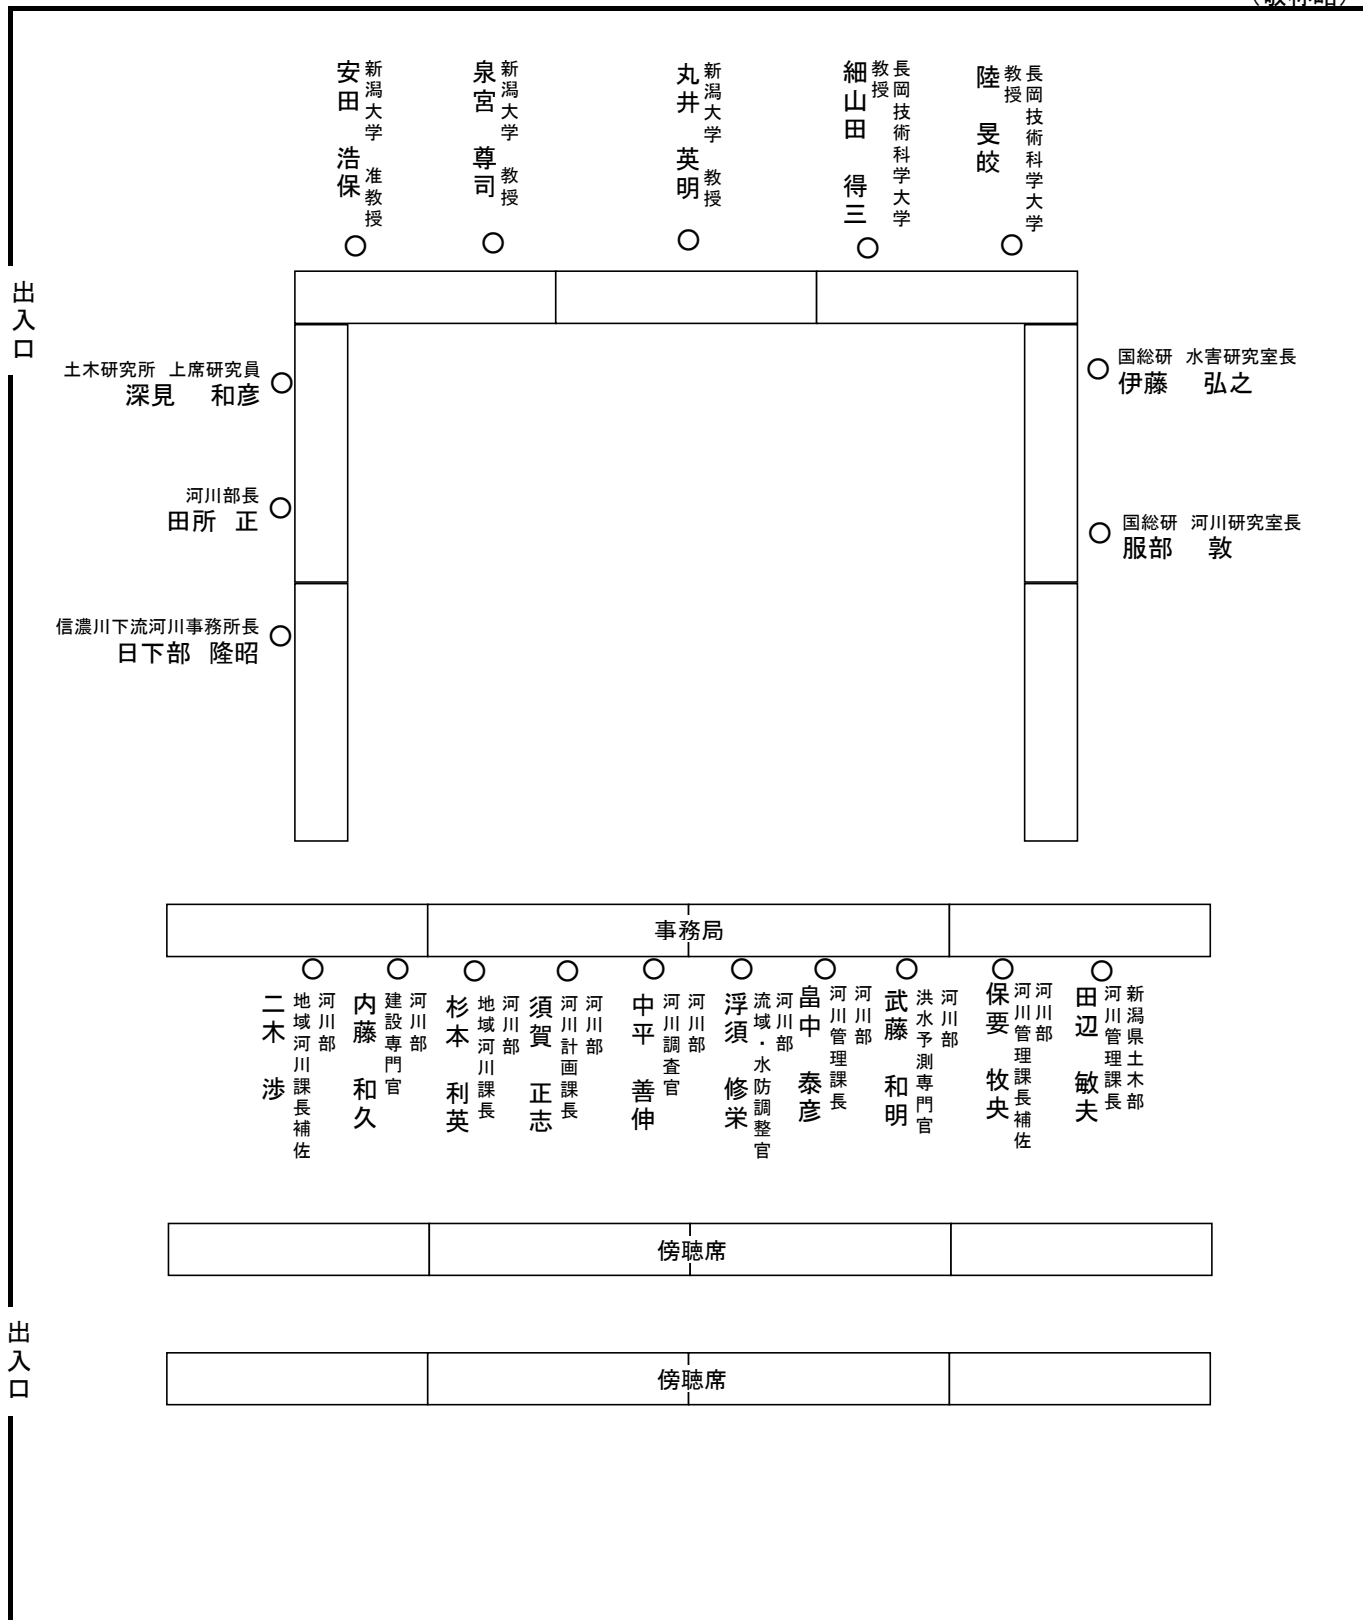 (敬称略)
新潟大学 准教授
安田 浩保
新潟大学 教授
泉宮 尊司
新潟大学 教授
丸井 英明
長岡技術科学大学
教授
細山田 得三
長岡技術科学大学
教授
陸 旻皎
出入口
土木研究所 上席研究員
深見 和彦
河川部長
田所 正
信濃川下流河川事務所長
日下部 隆昭
国総研 水害研究室長
伊藤 弘之
国総研 河川研究室長
服部 敦
事務局
河川部
地域河川課長補佐
二木 渉
河川部
建設専門官
内藤 和久
河川部
地域河川課長
杉本 利英
河川部
河川計画課長
須賀 正志
河川部
河川調査官
中平 善伸
河川部
流域・水防調整官
浮須 修栄
河川部
河川管理課長
畠中 泰彦
河川部
洪水予測専門官
武藤 和明
河川部
河川管理課長補佐
保要 牧央
新潟県土木部
河川管理課長
田辺 敏夫
傍聴席
出入口
傍聴席